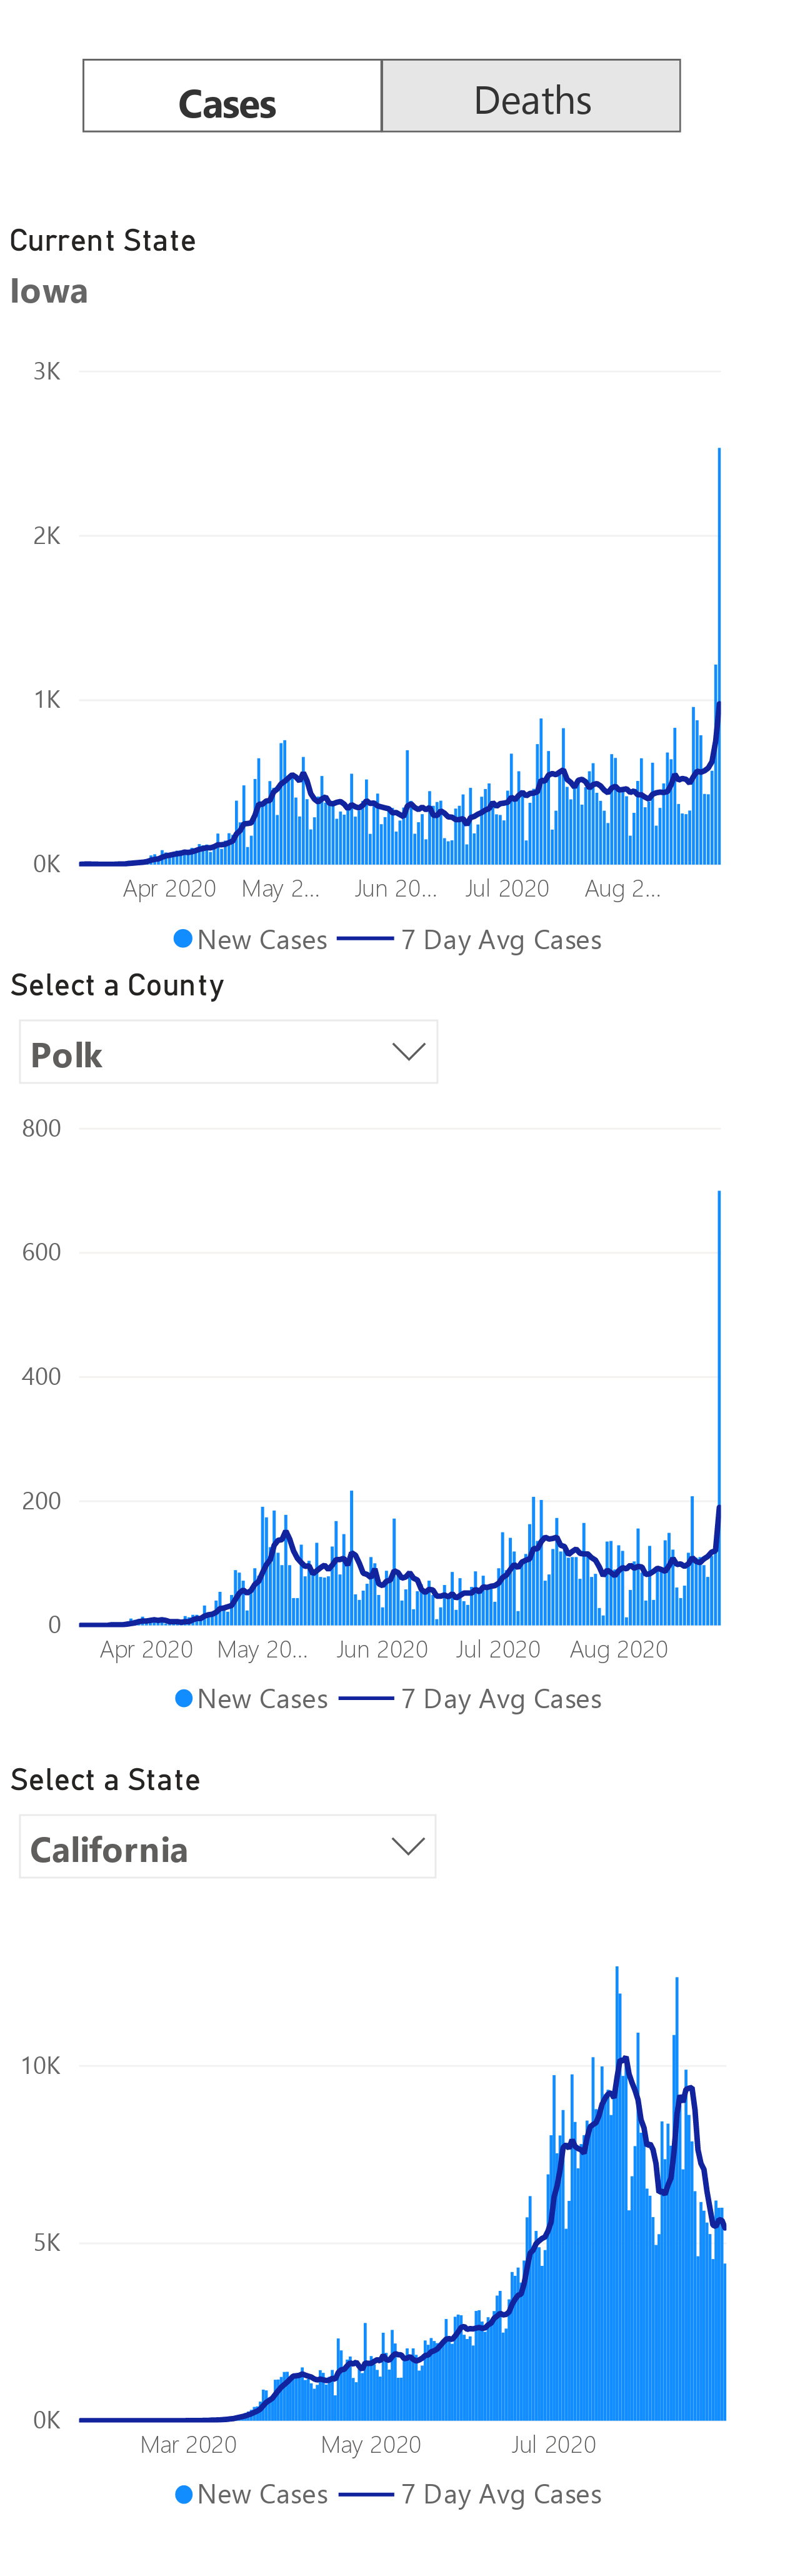 Cases Deaths
Current State
Iowa
3K
2K
1K
0K
Apr 2020 May 2... Jun 20... Jul 2020 Aug 2...
New Cases 7 Day Avg Cases
Select a County
Polk
800
600
400
200
0
Apr 2020 May 20... Jun 2020 Jul 2020 Aug 2020
New Cases 7 Day Avg Cases
Select a State
California
10K
5K
0K
Mar 2020 May 2020 Jul 2020
New Cases 7 Day Avg Cases